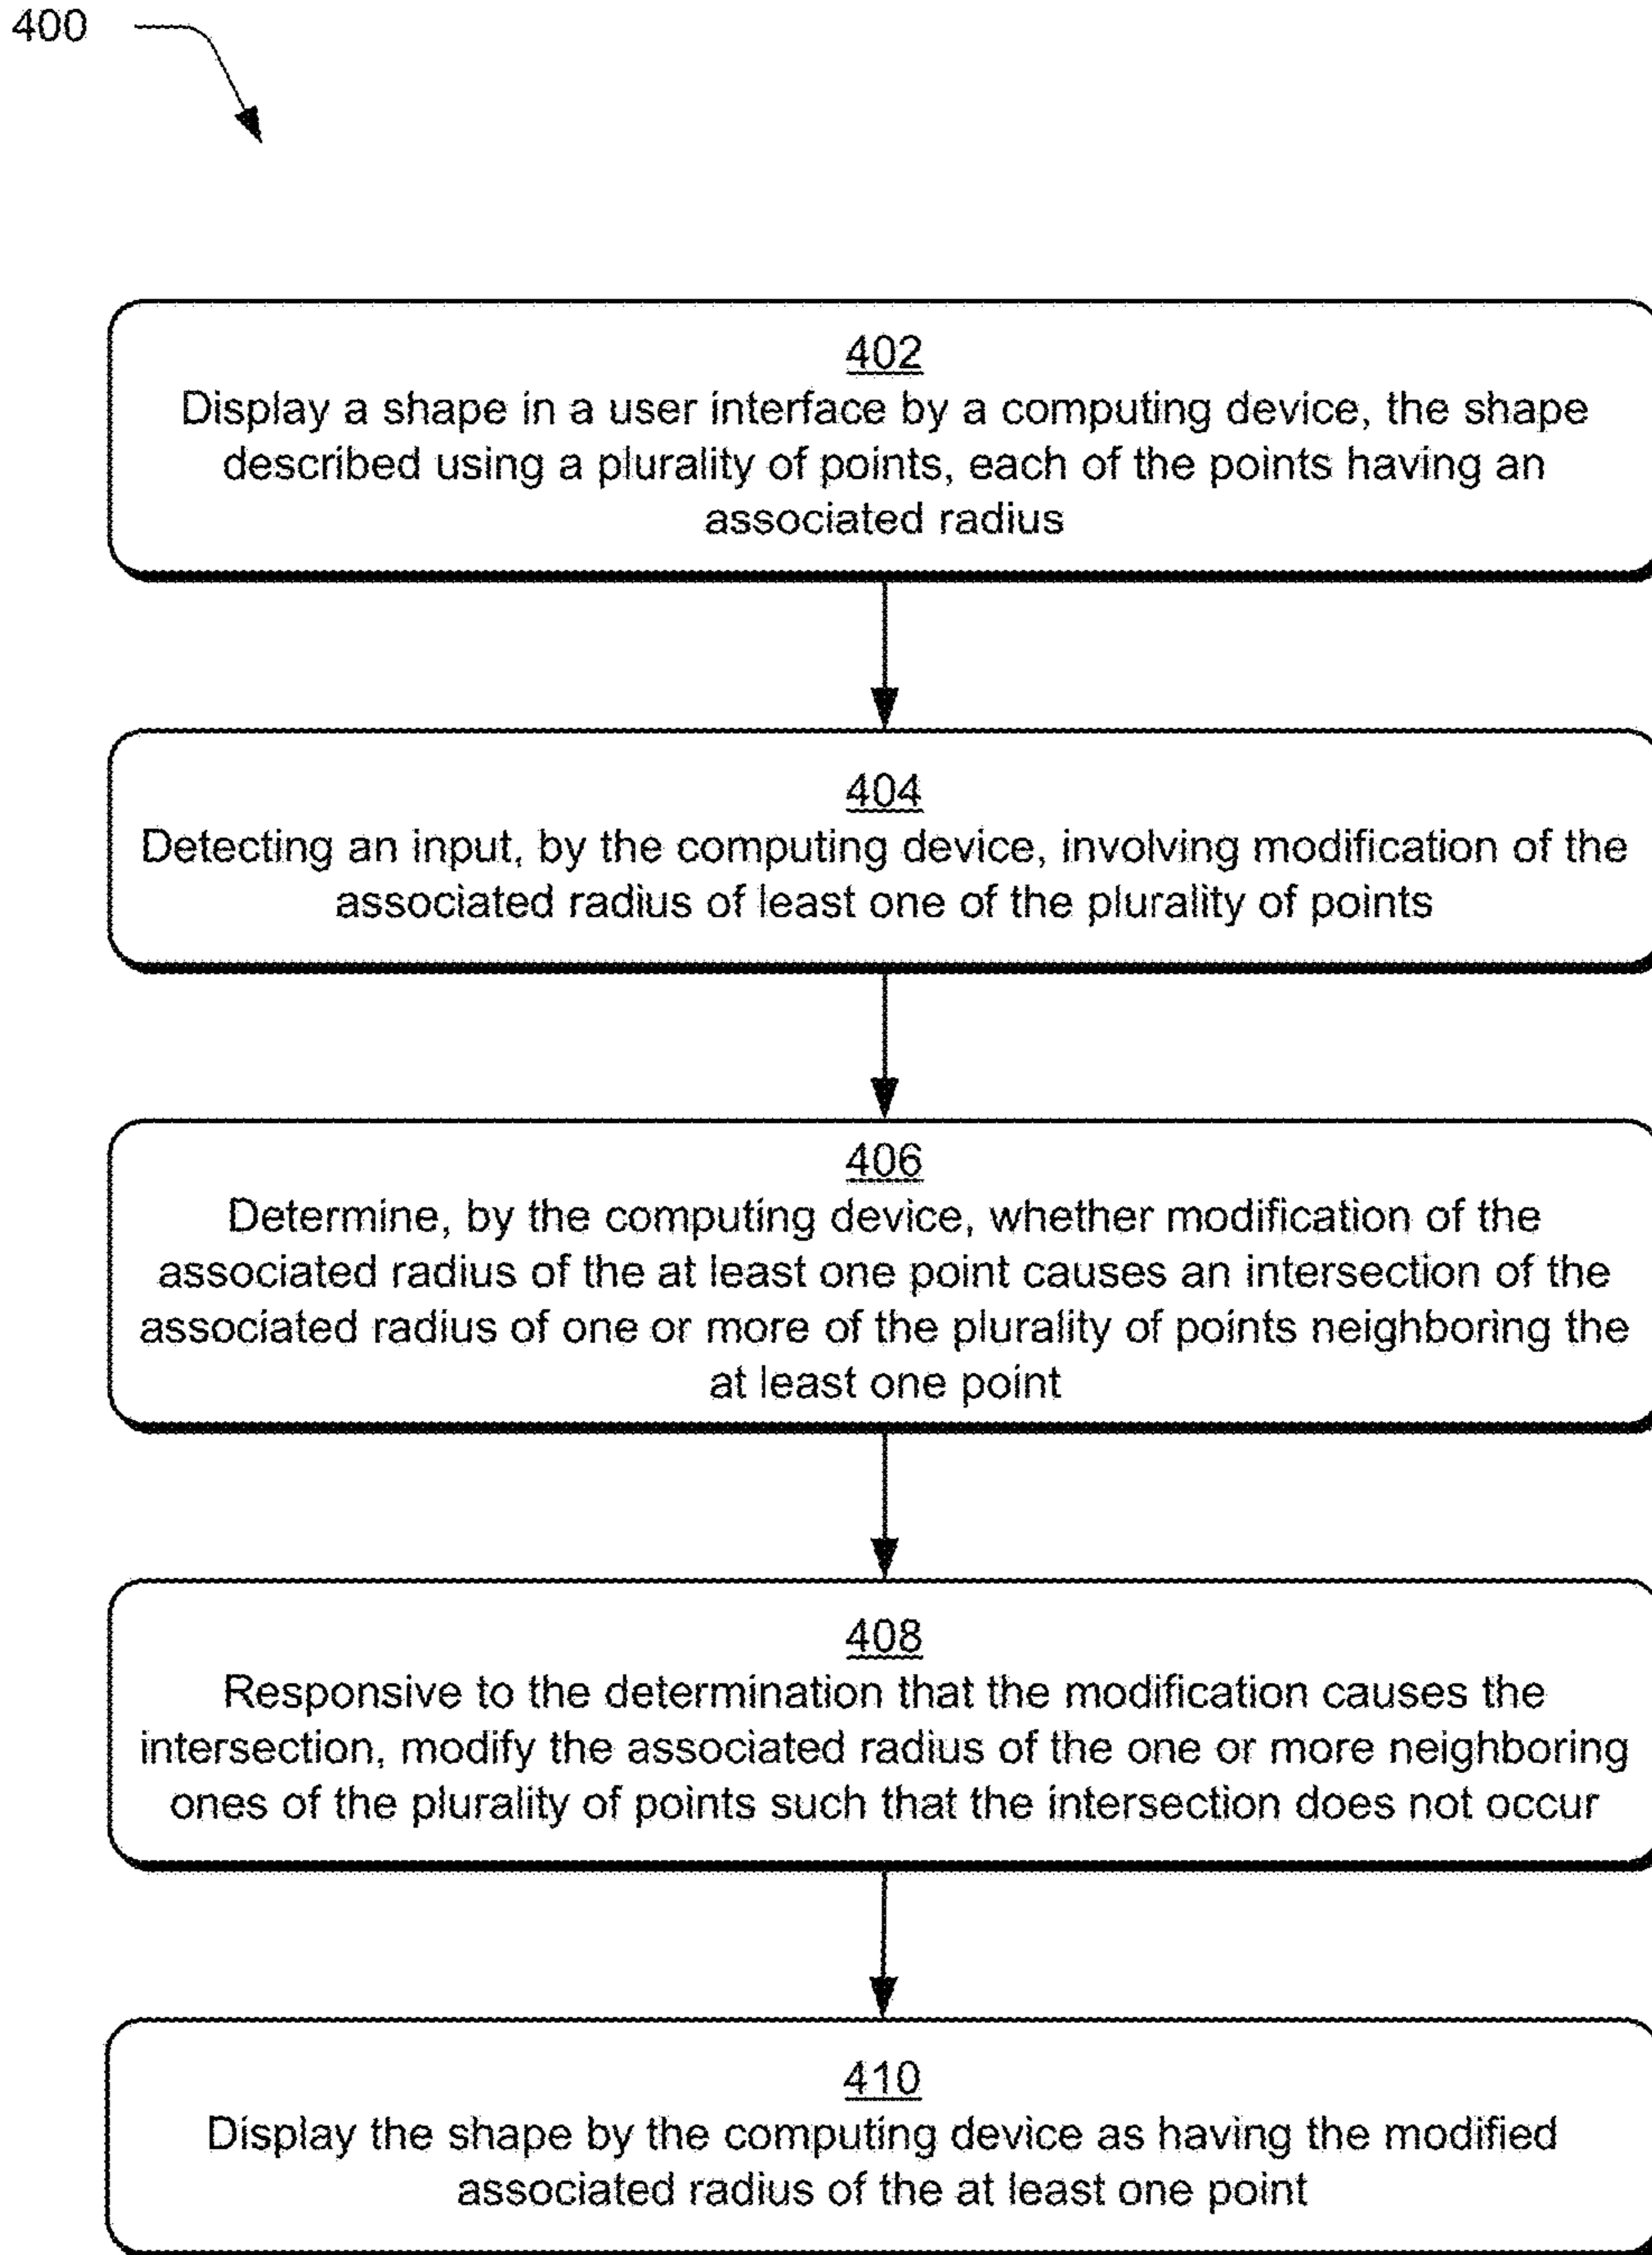 400
402
Display a shape in a user interface by a computing device, the shape
described using a plurality of points, each of the points having an
associated radius
404
Detecting an input, by the computing device, involving modification of the
associated radius of least one of the plurality of points
406
Determine, by the computing device, whether modification of the
associated radius of the at least one point causes an intersection of the
associated radius of one or more of the plurality of points neighboring the
at least one point
408
Responsive to the determination that the modification causes the
intersection, modify the associated radius of the one or more neighboring
ones of the plurality of points such that the intersection does not occur
410
Display the shape by the computing device as having the modified
associated radius of the at least one point